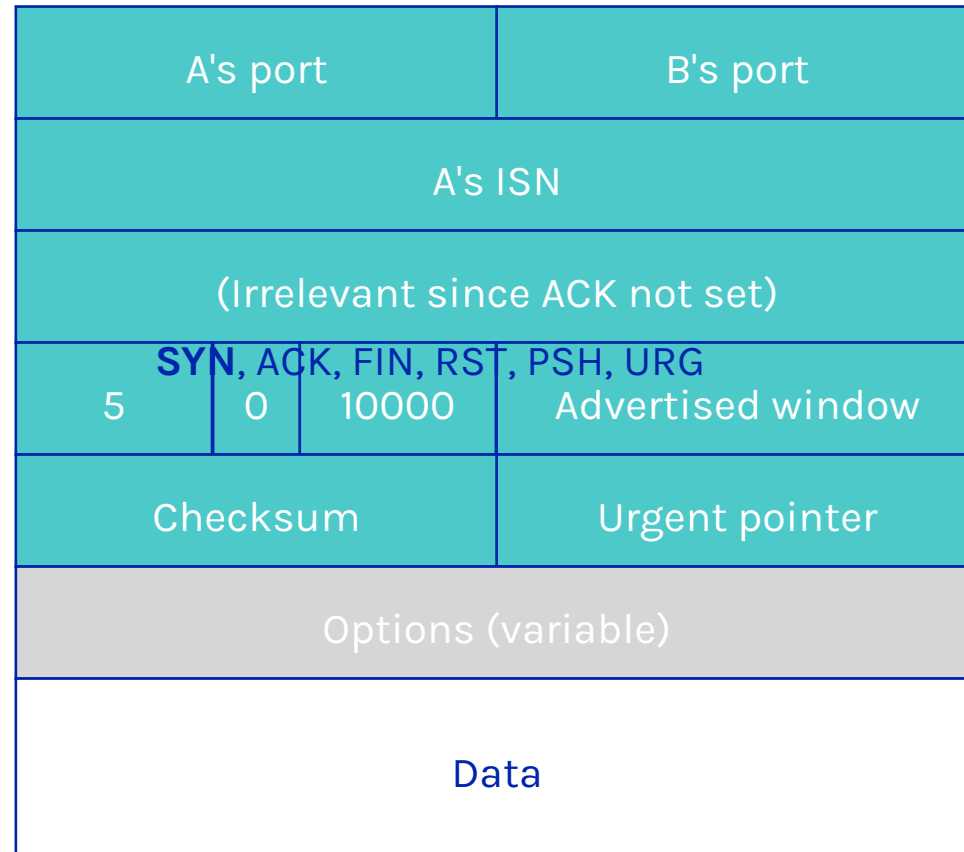 A's port B's port
A's ISN
(Irrelevant since ACK not set)
SYN, ACK, FIN, RST, PSH, URG
5 0 10000 Advertised window
Checksum Urgent pointer
Options (variable)
Data